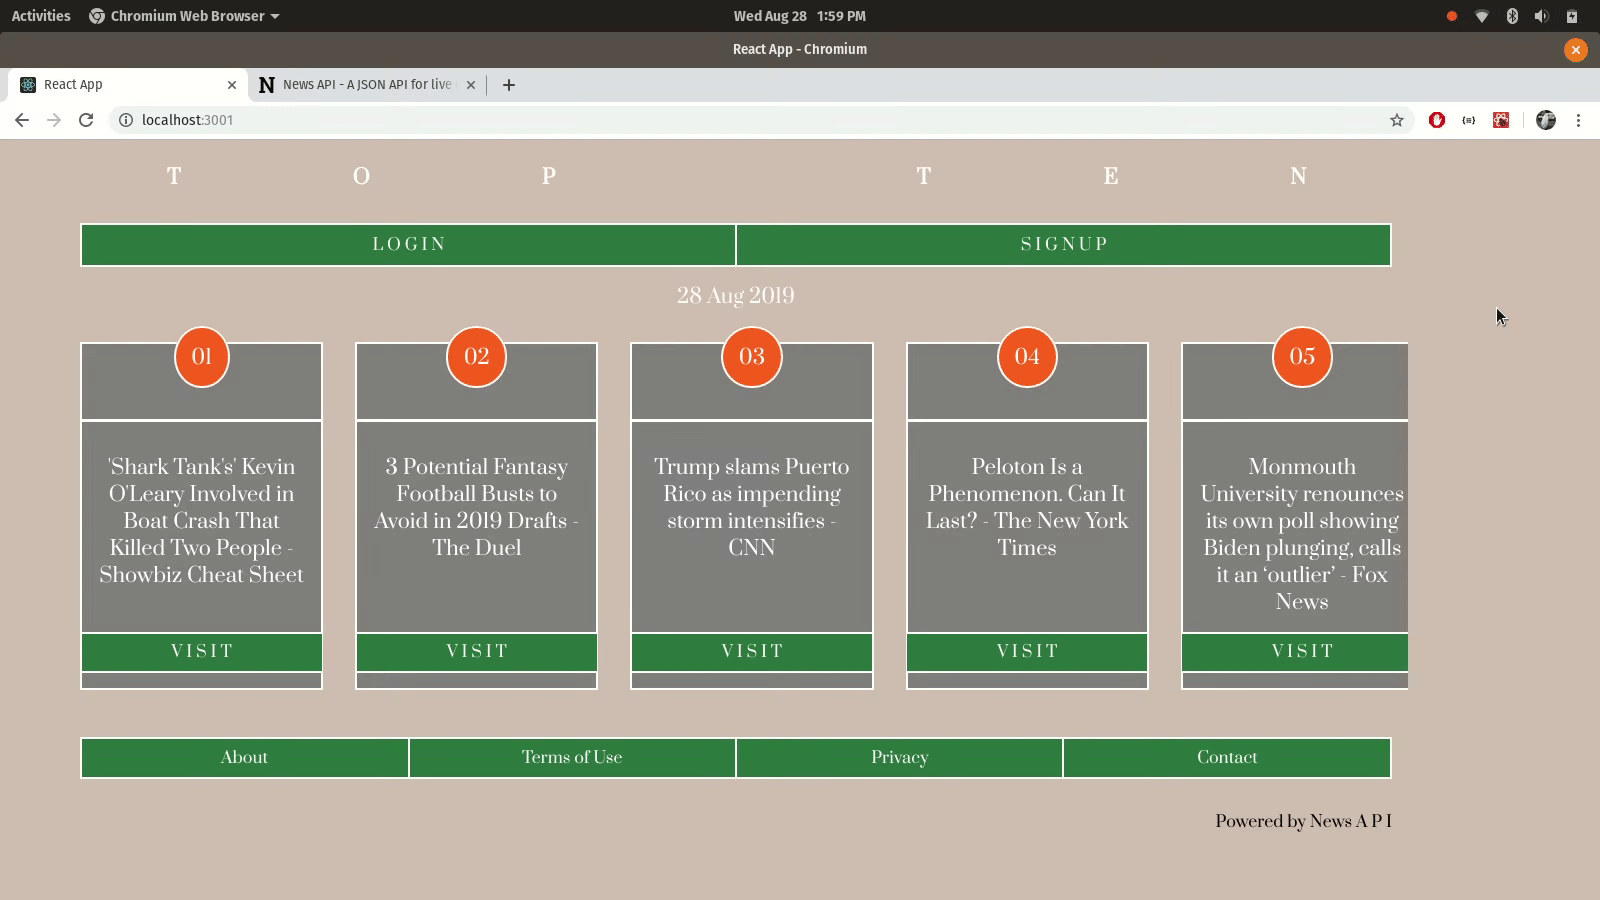 Activities Chromium Web Browser Wed Aug 28 1:59 PM
React App - Chromium
React App News API - A JSON API for live
localhost:3001
T O P T E N
LOGIN SIGNUP
28 Aug 2019
01 02 03 04 05
'Shark Tank's' Kevin
O'Leary Involved in
Boat Crash That
Killed Two People -
Showbiz Cheat Sheet
3 Potential Fantasy
Football Busts to
Avoid in 2019 Drafts -
The Duel
Trump slams Puerto
Rico as impending
storm intensifies -
CNN
Peloton Is a
Phenomenon. Can It
Last? - The New York
Times
Monmouth
University renounces
its own poll showing
Biden plunging, calls
it an ‘outlier’ - Fox
News
VISIT VISIT VISIT VISIT VISIT
About Terms of Use Privacy Contact
Powered by News A P I